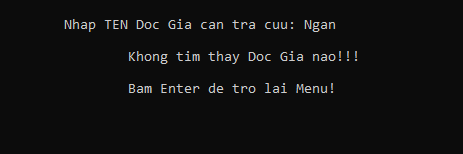 Nhap TEN Doc Gia can tra cuu: Ngan
Khong tim thay Doc Gia nao!!!
Bam Enter de tro lai Menu!